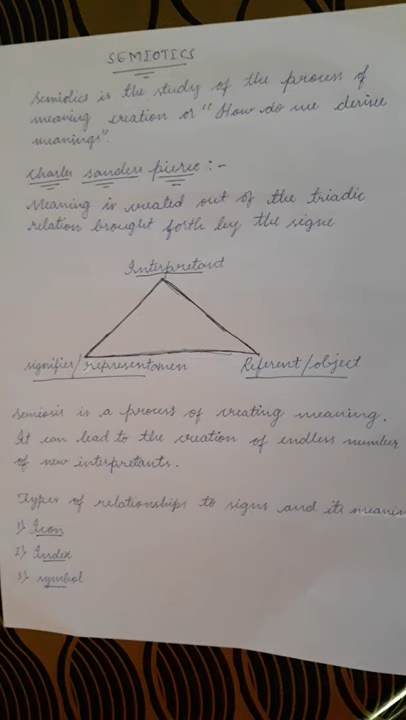 SEMIOTICS
Semiotics is the study of the process of
meaning creation or "How do we derive
meanings".
Charles sanders pierce :-
Meaning is created out of the triadic
relation brought forth by the signe
Interpretant
signifier/representamen Referent/object
Semiosis is a process of creating meaning.
It can lead to the creation of endless number
of new interpretants.
Types of relationships to signs and its meanin
1) Icon
2) Index
3) symbol